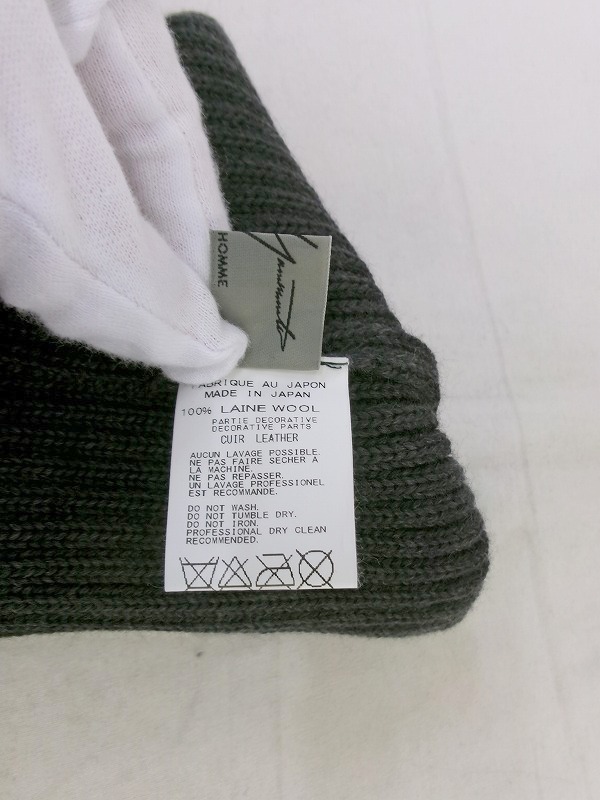 HOMME
Yamamoto
FABRIQUE AU JAPON
MADE IN JAPAN
100% LAINE WOOL
PARTIE DECORATIVE
DECORATIVE PARTS
CUIR LEATHER
AUCUN LAVAGE POSSIBLE.
NE PAS FAIRE SECHER A
LA MACHINE.
NE PAS REPASSER.
UN LAVAGE PROFESSIONEL
EST RECOMMANDE.
DO NOT WASH.
DO NOT TUMBLE DRY.
DO NOT IRON.
PROFESSIONAL DRY CLEAN
RECOMMENDED.